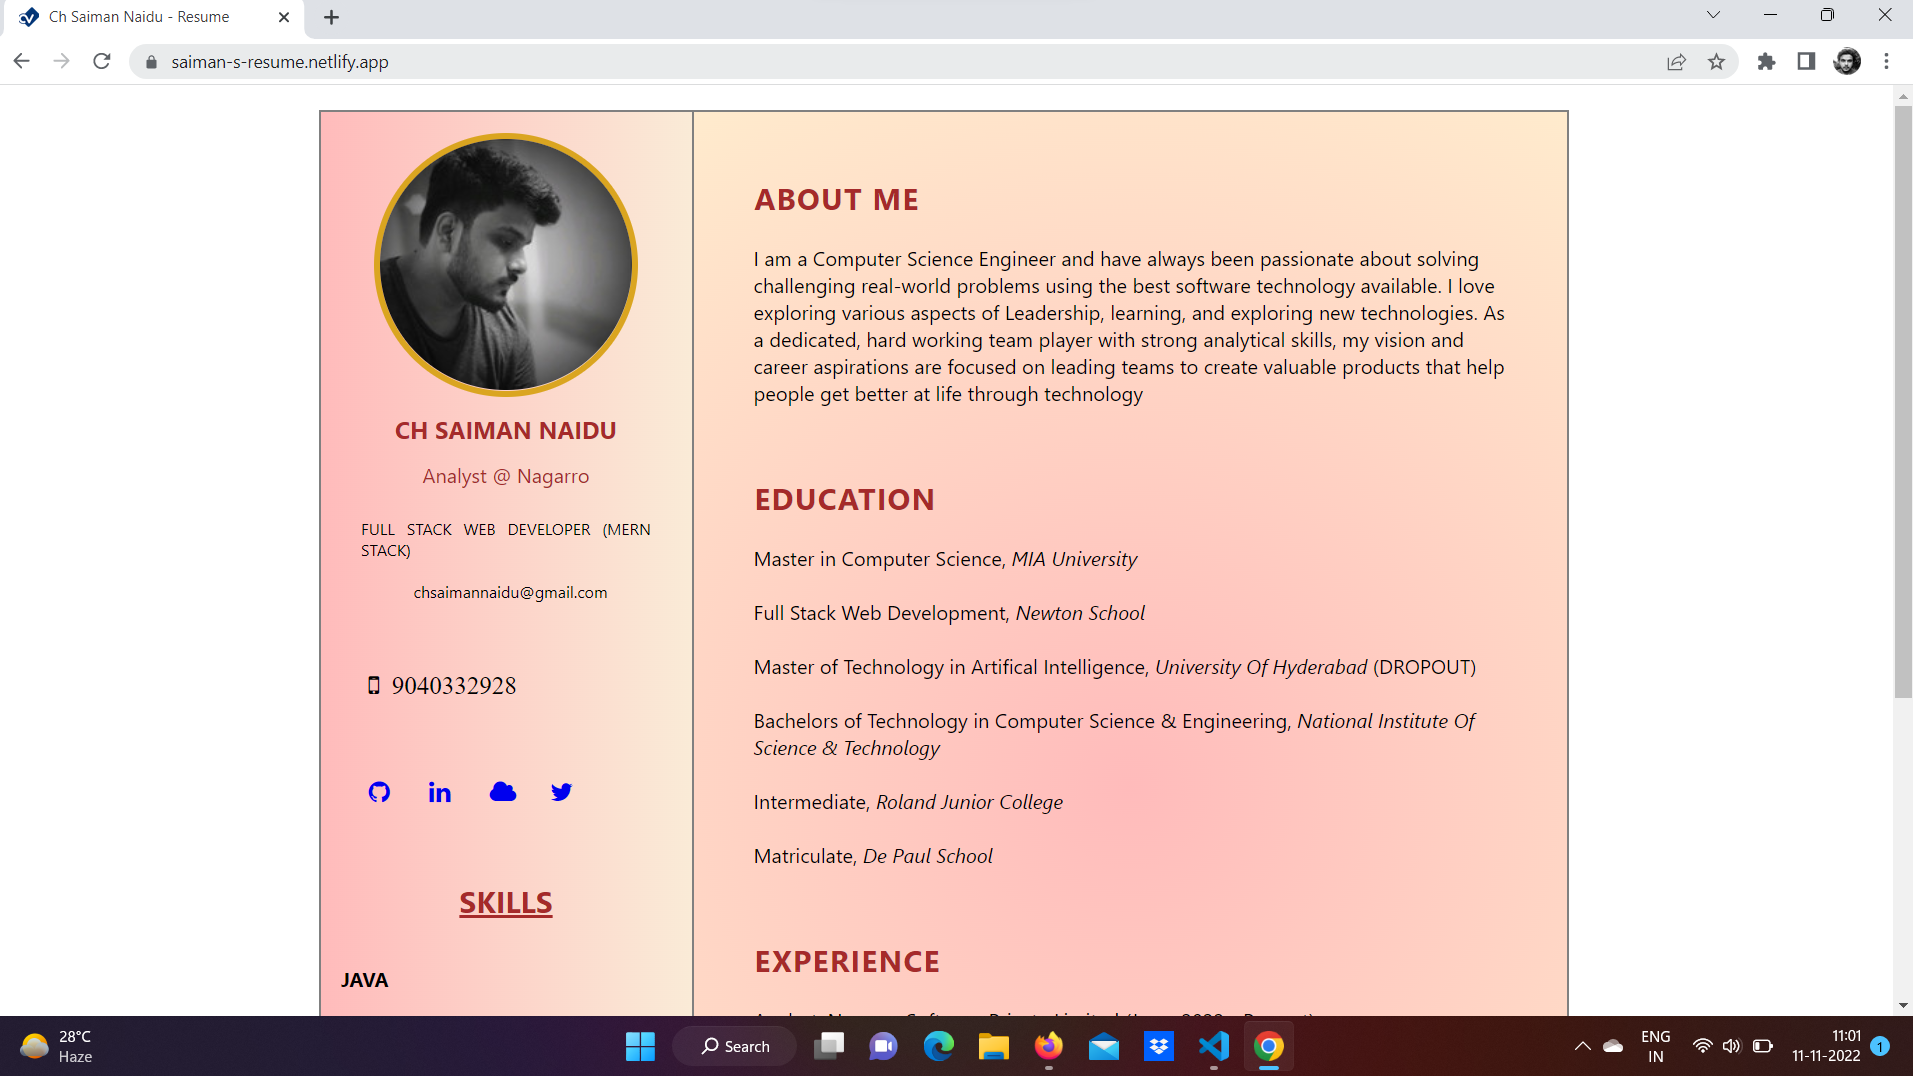 Ch Saiman Naidu - Resume
saiman-s-resume.netlify.app
CH SAIMAN NAIDU
Analyst @ Nagarro
FULL STACK WEB DEVELOPER (MERN
STACK)
chsaimannaidu@gmail.com
9040332928
SKILLS
JAVA
ABOUT ME
I am a Computer Science Engineer and have always been passionate about solving
challenging real-world problems using the best software technology available. I love
exploring various aspects of Leadership, learning, and exploring new technologies. As
a dedicated, hard working team player with strong analytical skills, my vision and
career aspirations are focused on leading teams to create valuable products that help
people get better at life through technology
EDUCATION
Master in Computer Science, MIA University
Full Stack Web Development, Newton School
Master of Technology in Artifical Intelligence, University Of Hyderabad (DROPOUT)
Bachelors of Technology in Computer Science & Engineering, National Institute Of
Science & Technology
Intermediate, Roland Junior College
Matriculate, De Paul School
EXPERIENCE
28°C
Haze
Search
ENG
IN
11:01
11-11-2022
1